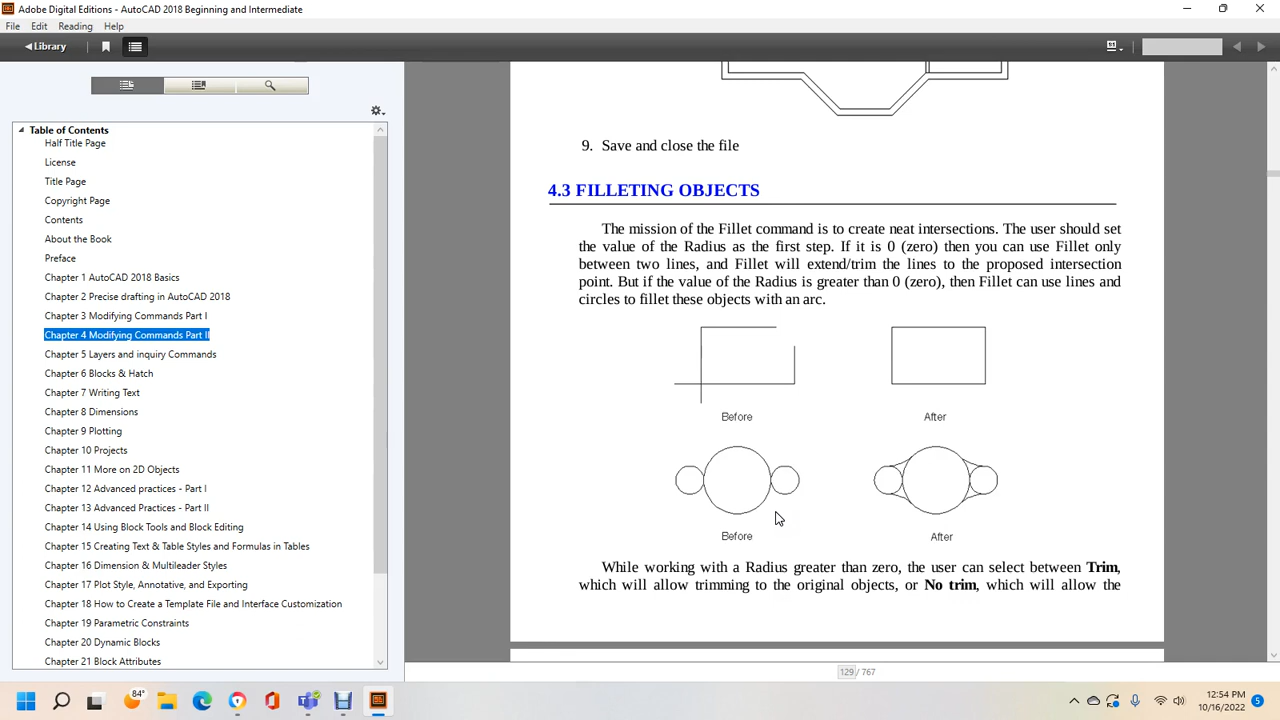 Adobe Digital Editions - AutoCAD 2018 Beginning and Intermediate
File Edit Reading Help
Library
Table of Contents
Half Title Page
License
Title Page
Copyright Page
Contents
About the Book
Preface
Chapter 1 AutoCAD 2018 Basics
Chapter 2 Precise drafting in AutoCAD 2018
Chapter 3 Modifying Commands Part I
Chapter 4 Modifying Commands Part II
Chapter 5 Layers and inquiry Commands
Chapter 6 Blocks & Hatch
Chapter 7 Writing Text
Chapter 8 Dimensions
Chapter 9 Plotting
Chapter 10 Projects
Chapter 11 More on 2D Objects
Chapter 12 Advanced practices - Part I
Chapter 13 Advanced Practices - Part II
Chapter 14 Using Block Tools and Block Editing
Chapter 15 Creating Text & Table Styles and Formulas in Tables
Chapter 16 Dimension & Multileader Styles
Chapter 17 Plot Style, Annotative, and Exporting
Chapter 18 How to Create a Template File and Interface Customization
Chapter 19 Parametric Constraints
Chapter 20 Dynamic Blocks
Chapter 21 Block Attributes
9. Save and close the file
4.3 FILLETING OBJECTS
The mission of the Fillet command is to create neat intersections. The user should set
the value of the Radius as the first step. If it is 0 (zero) then you can use Fillet only
between two lines, and Fillet will extend/trim the lines to the proposed intersection
point. But if the value of the Radius is greater than 0 (zero), then Fillet can use lines and
circles to fillet these objects with an arc.
Before After
Before After
While working with a Radius greater than zero, the user can select between Trim,
which will allow trimming to the original objects, or No trim, which will allow the
129 / 767
84°
12:54 PM
10/16/2022
5